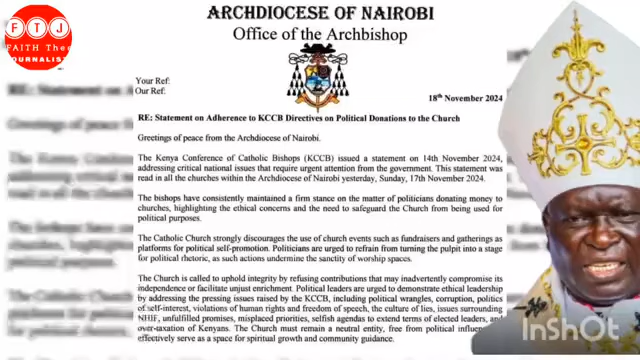 FTJ
FAITH The
JOURNALIST
ARCHDIOCESE OF NAIROBI
Office of the Archbishop
Your Ref:
Our Ref:
18th November 2024
RE: Statement on Adherence to KCCB Directives on Political Donations to the Church
Greetings of peace from the Archdiocese of Nairobi.
The Kenya Conference of Catholic Bishops (KCCB) issued a statement on 14th November 2024,
addressing critical national issues that require urgent attention from the government. This statement was
read in all the churches within the Archdiocese of Nairobi yesterday, Sunday, 17th November 2024.
The bishops have consistently maintained a firm stance on the matter of politicians donating money to
churches, highlighting the ethical concerns and the need to safeguard the Church from being used for
political purposes.
The Catholic Church strongly discourages the use of church events such as fundraisers and gatherings as
platforms for political self-promotion. Politicians are urged to refrain from turning the pulpit into a stage
for political rhetoric, as such actions undermine the sanctity of worship spaces.
The Church is called to uphold integrity by refusing contributions that may inadvertently compromise its
independence or facilitate unjust enrichment. Political leaders are urged to demonstrate ethical leadership
by addressing the pressing issues raised by the KCCB, including political wrangles, corruption, politics
of self-interest, violations of human rights and freedom of speech, the culture of lies, issues surrounding
NHIF, unfulfilled promises, misplaced priorities, selfish agendas to extend terms of elected leaders, and
over-taxation of Kenyans. The Church must remain a neutral entity, free from political
effectively serve as a space for spiritual growth and community guidance.
InShOt